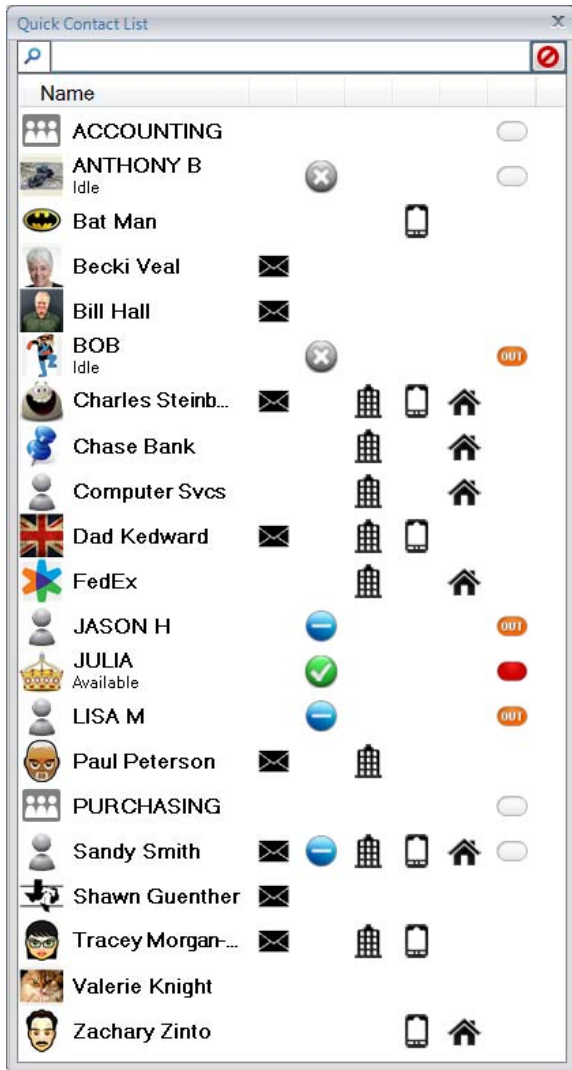 Quick Contact List
Name
ACCOUNTING
ANTHONY B
Idle
Bat Man
Becki Veal
Bill Hall
BOB
Idle
OUT
Charles Steinb...
Chase Bank
Computer Svcs
Dad Kedward
FedEx
JASON H
OUT
JULIA
Available
LISA M
OUT
Paul Peterson
PURCHASING
Sandy Smith
Shawn Guenther
Tracey Morgan-...
Valerie Knight
Zachary Zinto